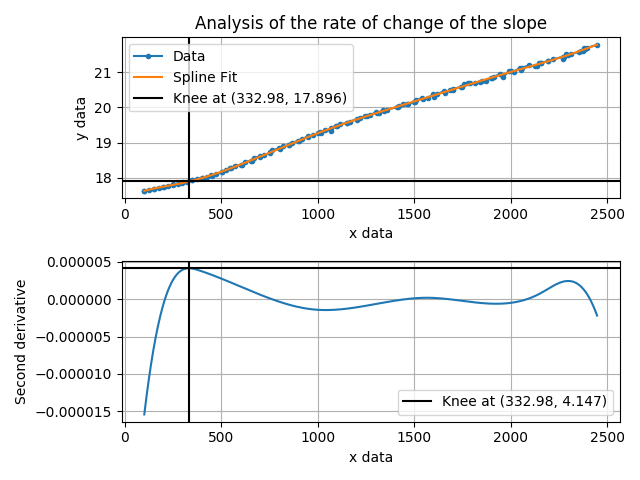 Analysis of the rate of change of the slope
Data
Spline Fit
Knee at (332.98, 17.896)
21
20
19
18
y data
0 500 1000 1500 2000 2500
x data
0.000005
0.000000
−0.000005
−0.000010
−0.000015
Second derivative
Knee at (332.98, 4.147)
0 500 1000 1500 2000 2500
x data